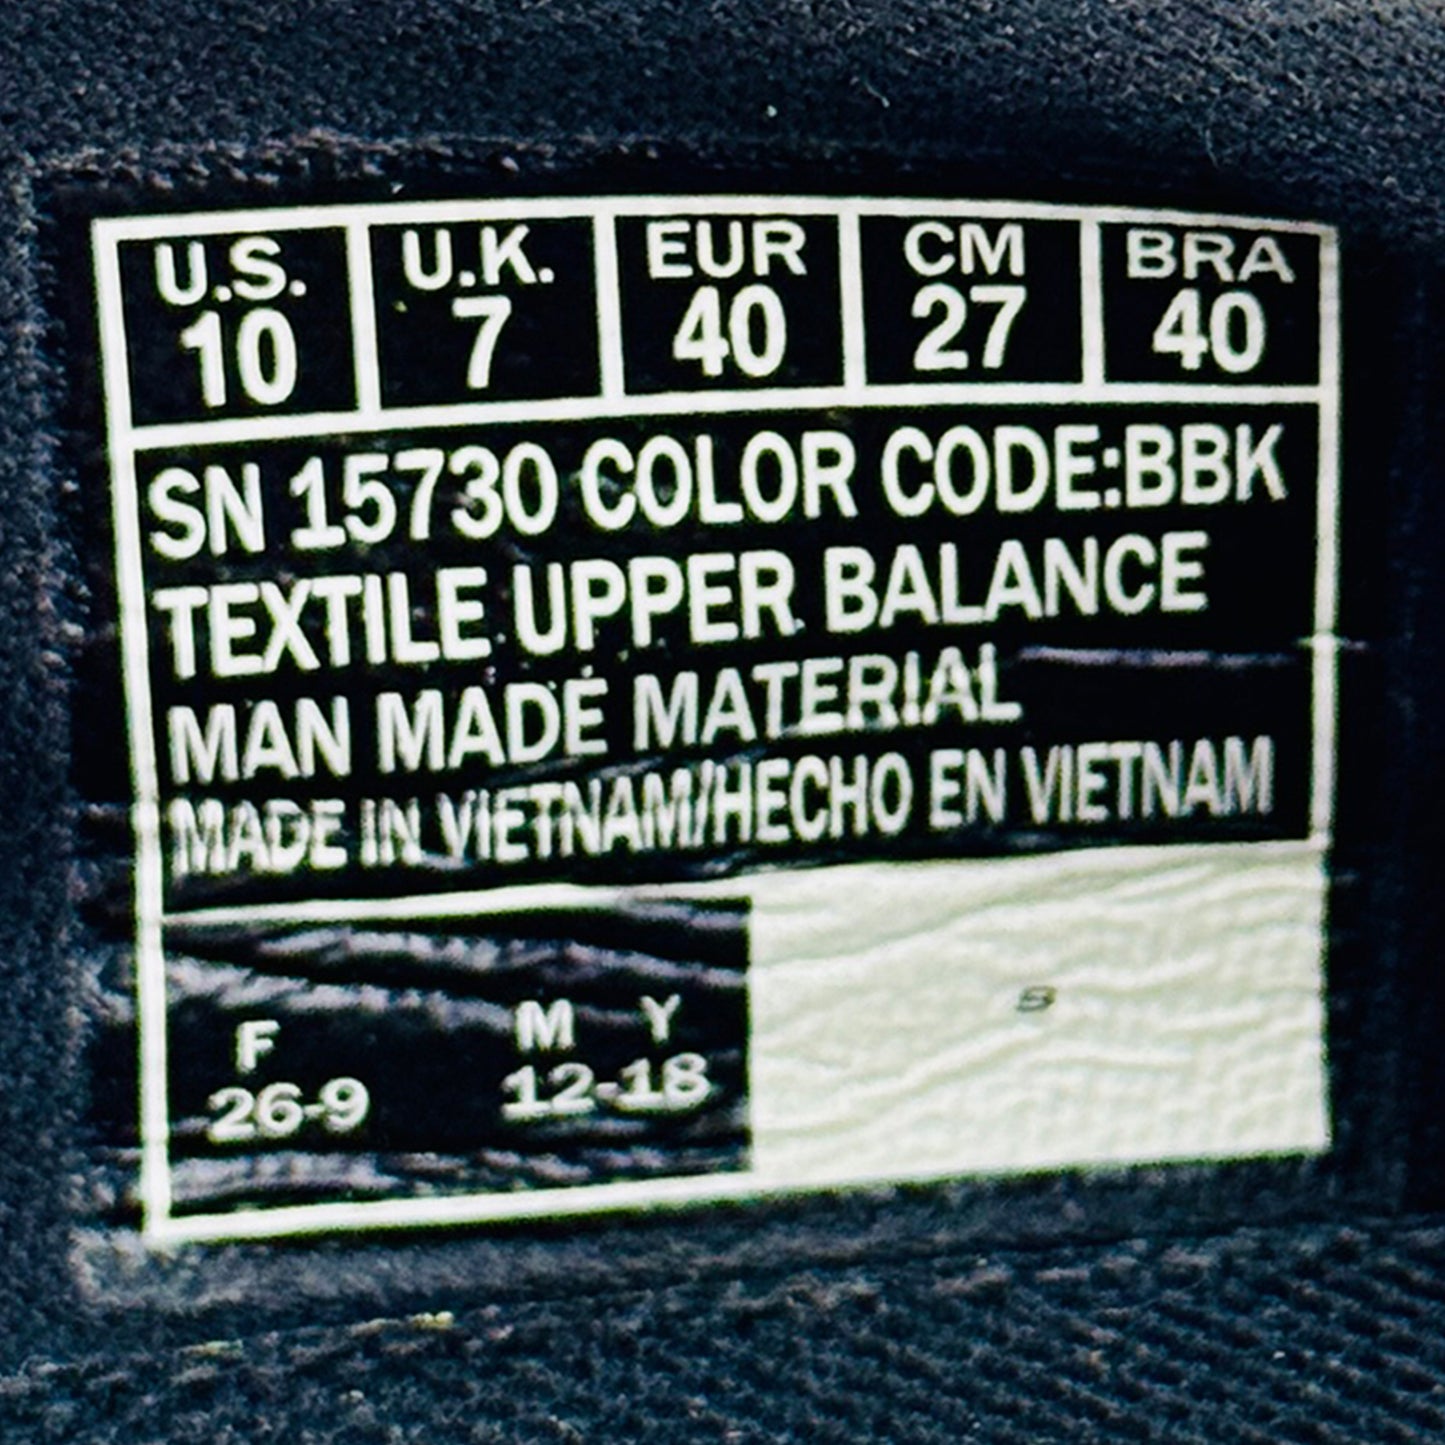 U.S. U.K. EUR CM BRA
10 7 40 27 40
SN 15730 COLOR CODE:BBK
TEXTILE UPPER BALANCE
MAN MADE MATERIAL
MADE IN VIETNAM/HECHO EN VIETNAM
F M Y
26-9 12-18